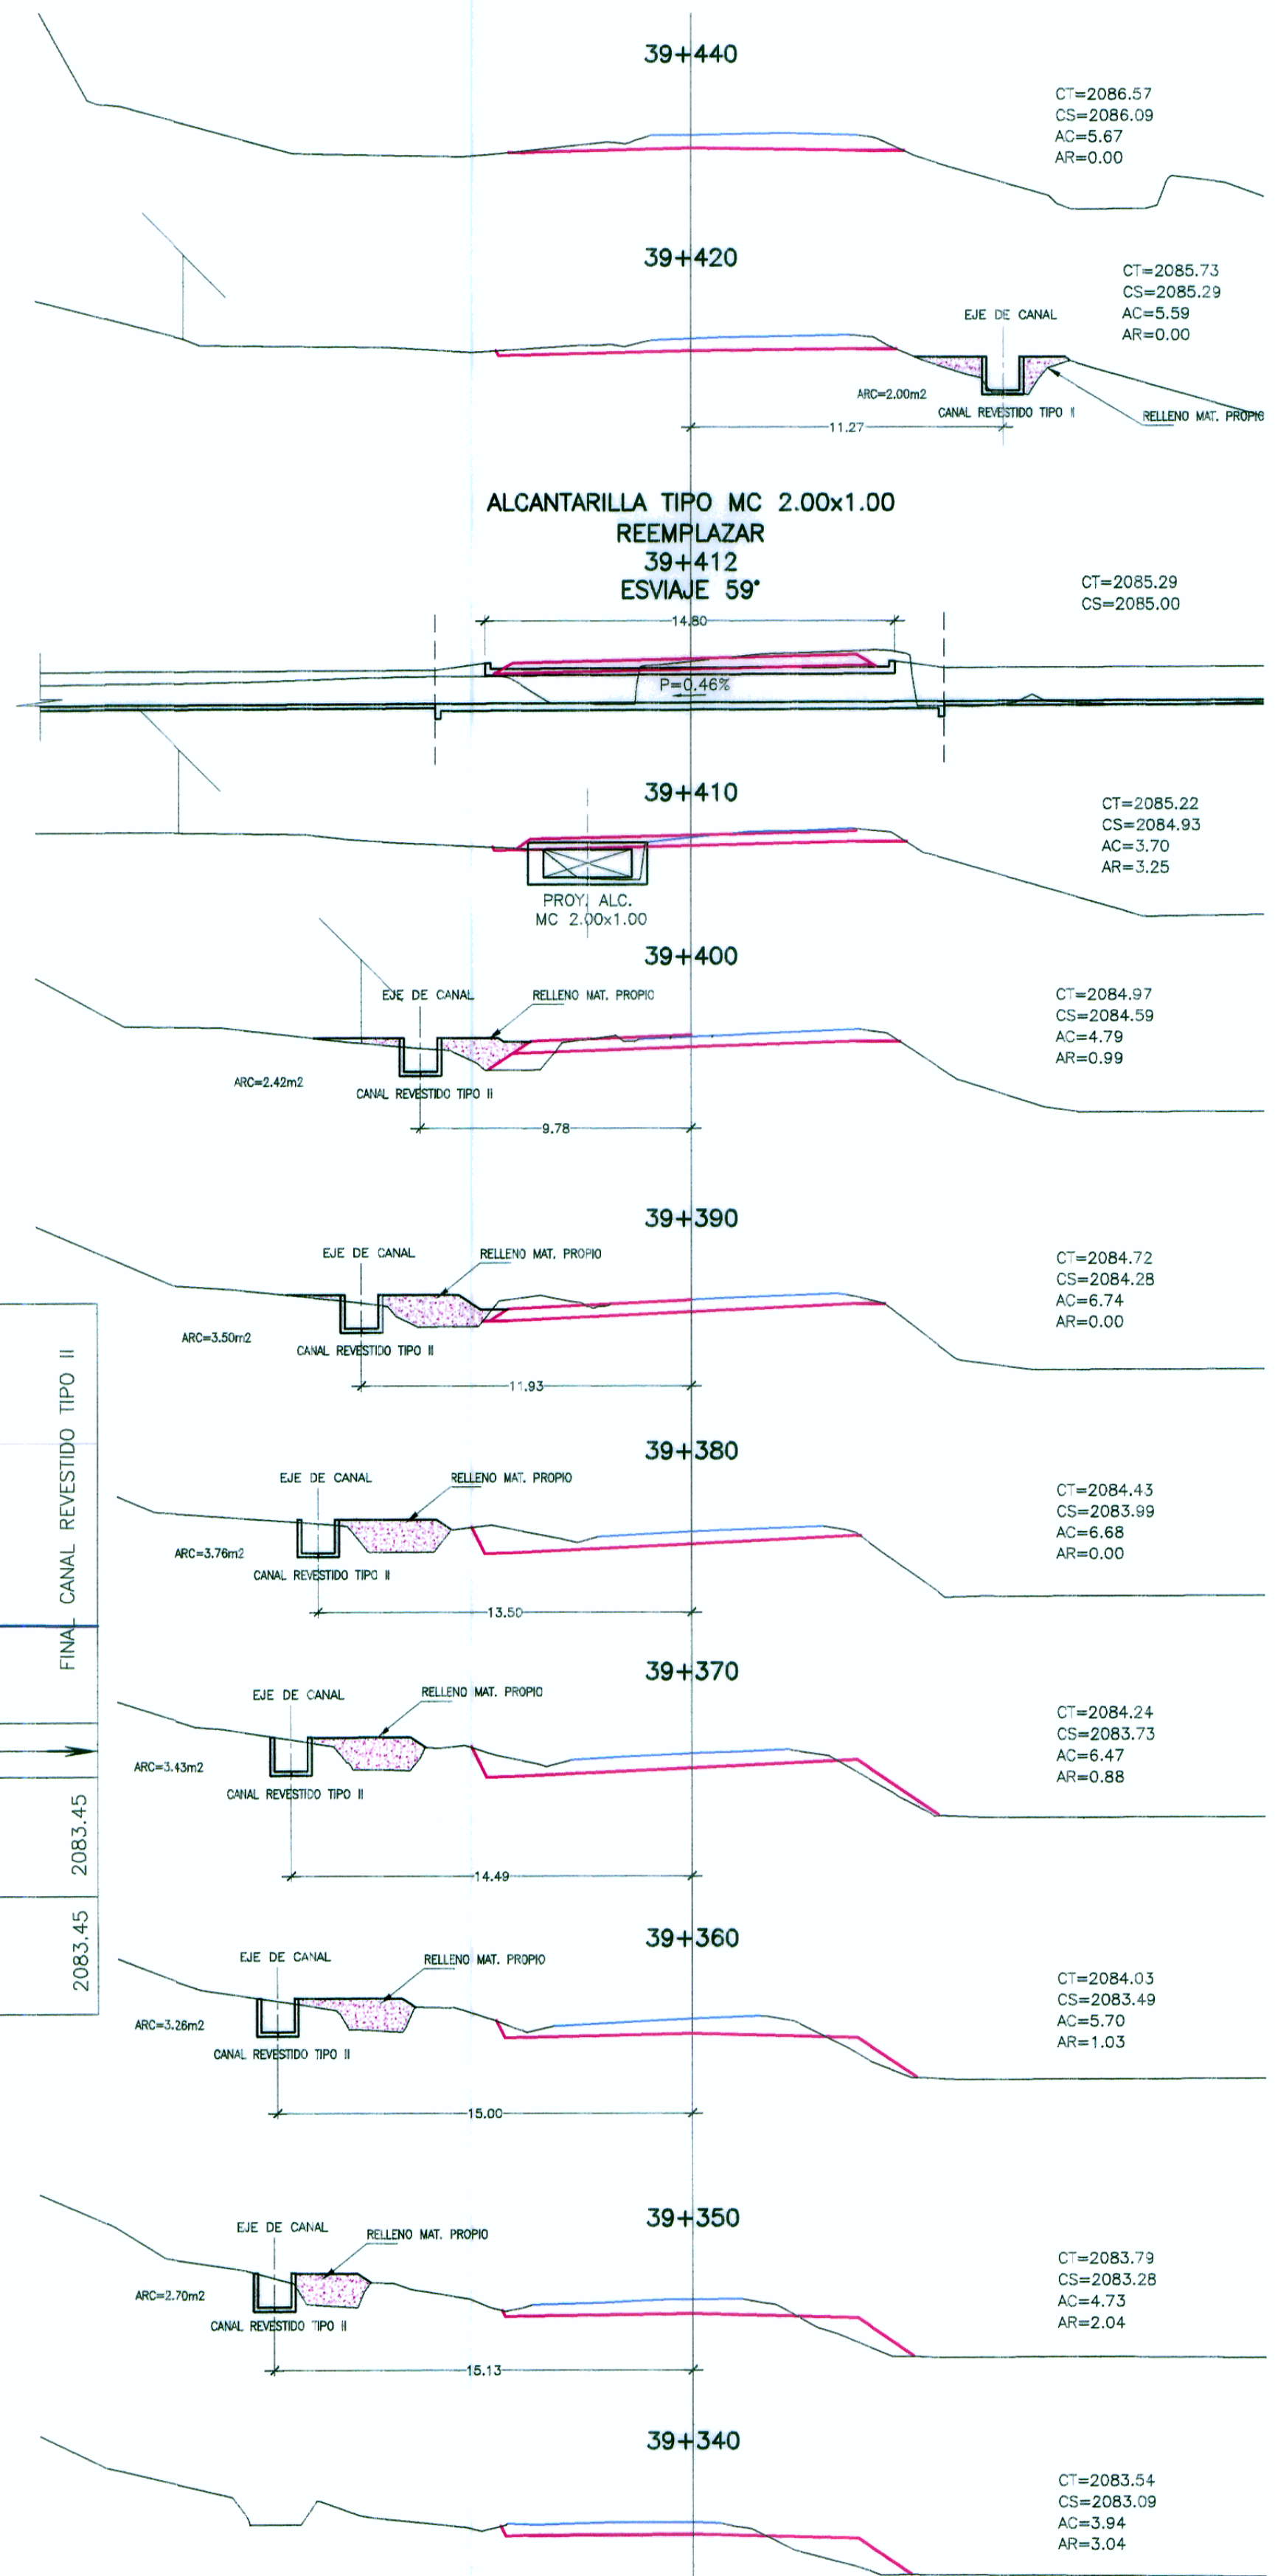 39+440
CT=2086.57
CS=2086.09
AC=5.67
AR=0.00
39+420
CT=2085.73
CS=2085.29
AC=5.59
AR=0.00
EJE DE CANAL
ARC=2.00m2
CANAL REVESTIDO TIPO II
RELLENO MAT. PROPIO
11.27
ALCANTARILLA TIPO MC 2.00x1.00
REEMPLAZAR
39+412
ESVIAJE 59°
CT=2085.29
CS=2085.00
14.80
P=0.46%
39+410
CT=2085.22
CS=2084.93
AC=3.70
AR=3.25
PROY. ALC.
MC 2.00x1.00
39+400
EJE DE CANAL
RELLENO MAT. PROPIO
CT=2084.97
CS=2084.59
AC=4.79
AR=0.99
ARC=2.42m2
CANAL REVESTIDO TIPO II
9.78
39+390
EJE DE CANAL
RELLENO MAT. PROPIO
CT=2084.72
CS=2084.28
AC=6.74
AR=0.00
ARC=3.50m2
CANAL REVESTIDO TIPO II
11.93
39+380
EJE DE CANAL
RELLENO MAT. PROPIO
CT=2084.43
CS=2083.99
AC=6.68
AR=0.00
ARC=3.76m2
CANAL REVESTIDO TIPO II
13.50
39+370
EJE DE CANAL
RELLENO MAT. PROPIO
CT=2084.24
CS=2083.73
AC=6.47
AR=0.88
ARC=3.43m2
CANAL REVESTIDO TIPO II
14.49
FINAL CANAL REVESTIDO TIPO II
2083.45
2083.45
39+360
EJE DE CANAL
RELLENO MAT. PROPIO
CT=2084.03
CS=2083.49
AC=5.70
AR=1.03
ARC=3.26m2
CANAL REVESTIDO TIPO II
15.00
39+350
EJE DE CANAL
RELLENO MAT. PROPIO
CT=2083.79
CS=2083.28
AC=4.73
AR=2.04
ARC=2.70m2
CANAL REVESTIDO TIPO II
15.13
39+340
CT=2083.54
CS=2083.09
AC=3.94
AR=3.04